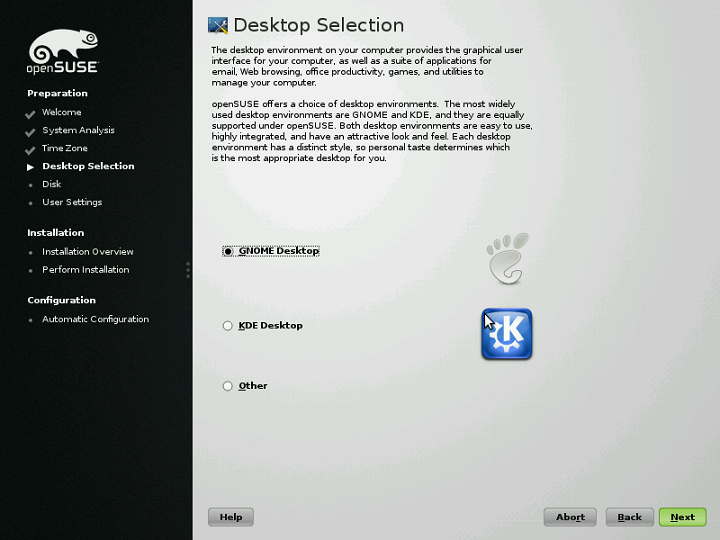 openSUSE
Preparation
Welcome
System Analysis
Time Zone
Desktop Selection
Disk
User Settings
Installation
Installation Overview
Perform Installation
Configuration
Automatic Configuration
Desktop Selection
The desktop environment on your computer provides the graphical user
interface for your computer, as well as a suite of applications for
email, Web browsing, office productivity, games, and utilities to
manage your computer.
openSUSE offers a choice of desktop environments. The most widely
used desktop environments are GNOME and KDE, and they are equally
supported under openSUSE. Both desktop environments are easy to use,
highly integrated, and have an attractive look and feel. Each desktop
environment has a distinct style, so personal taste determines which
is the most appropriate desktop for you.
GNOME Desktop
KDE Desktop
K
Other
Help
Abort
Back
Next